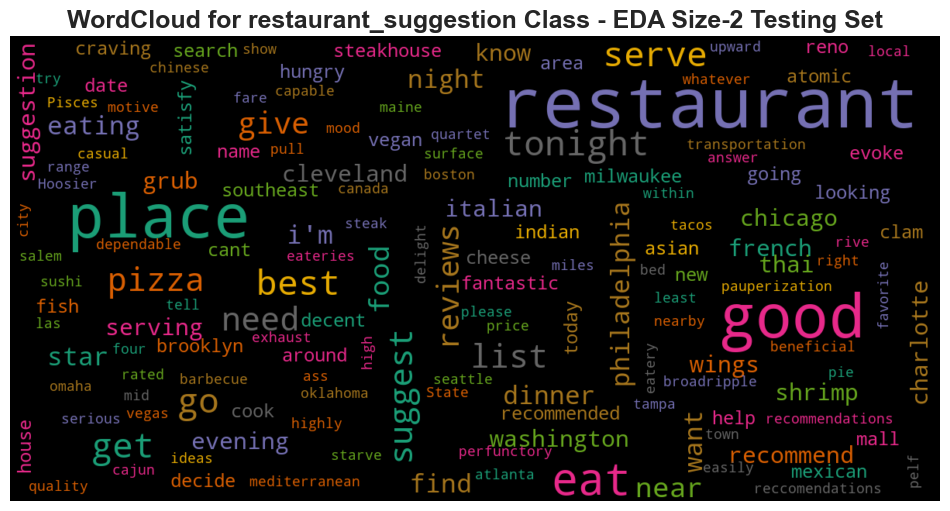 WordCloud for restaurant_suggestion Class - EDA Size-2 Testing Set
craving search show steakhouse know area serve upward reno local
try chinese hungry night whatever atomic
suggestion Pisces date motive satisfy fare capable maine restaurant
eating give mood vegan quartet tonight transportation
casual name pull surface answer evoke
range Hoosier grub cleveland boston number milwaukee within going looking
southeast canada
city place i'm steak italian indian philadelphia tacos chicago clam
dependable cant eateries food delight reviews cheese miles asian french rive
salem bed new thai right
sushi pizza best fantastic pauperization favorite
fish tell please least good charlotte
las serving need decent price today nearby
star four brooklyn exhaust around high suggest list eatery wings beneficial
rated barbecue ass seattle broadripple pie
omaha mid go cook oklahoma State dinner tampa shrimp
serious vegas highly recommended want help recommendations
house get evening starve washington town mall
cajun ideas perfunctory recommend
quality decide mediterranean find atlanta eat near easily mexican pelf
reccomendations